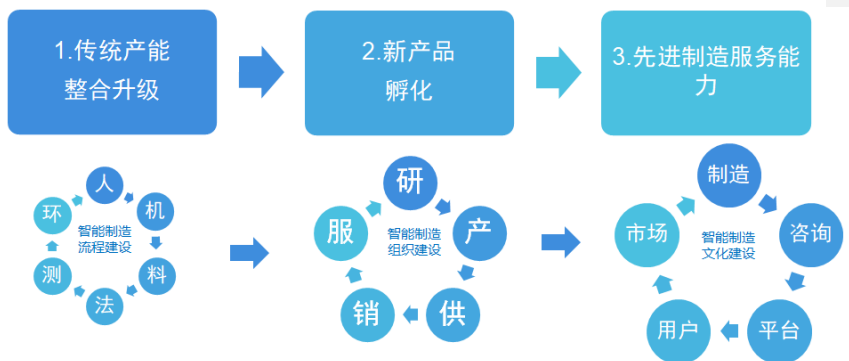 1.传统产能
整合升级
2.新产品
孵化
3.先进制造服务能
力
人
机
料
法
测
环
智能制造
流程建设
研
产
供
销
服
智能制造
组织建设
制造
咨询
平台
用户
市场
智能制造
文化建设